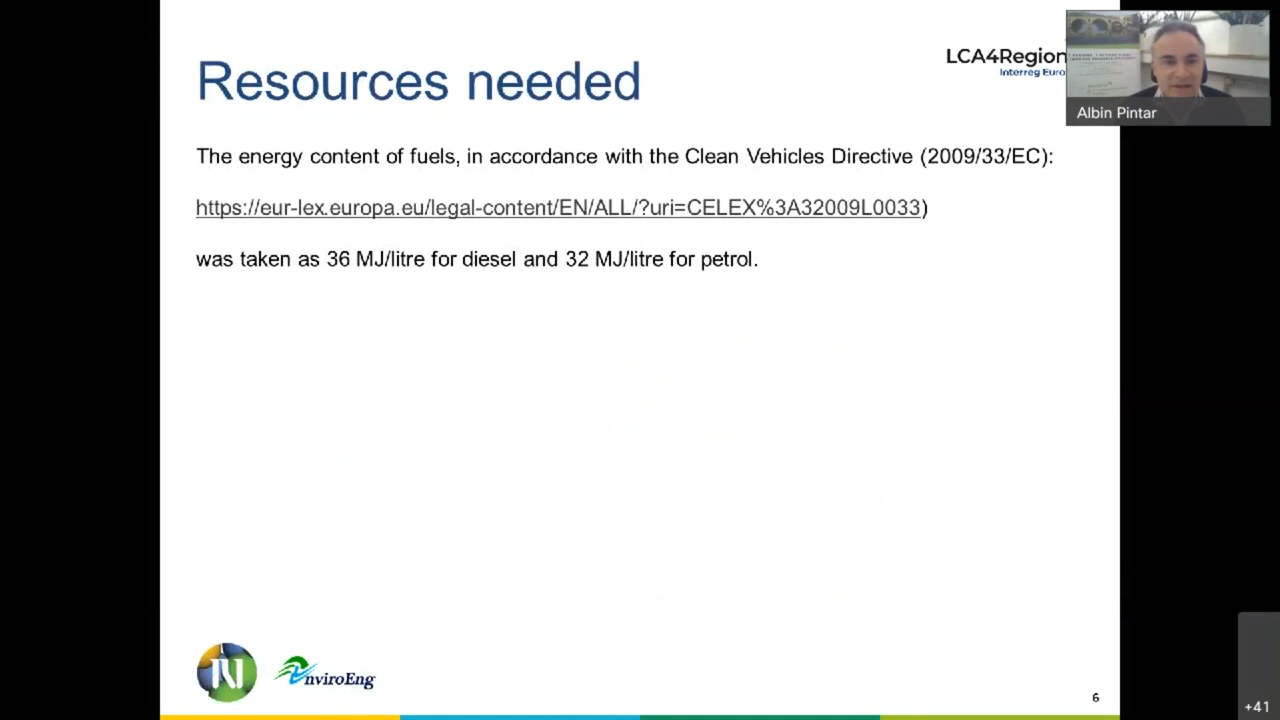 Resources needed
LCA4Region
Interreg Euro
Albin Pintar
The energy content of fuels, in accordance with the Clean Vehicles Directive (2009/33/EC):
https://eur-lex.europa.eu/legal-content/EN/ALL/?uri=CELEX%3A32009L0033)
was taken as 36 MJ/litre for diesel and 32 MJ/litre for petrol.
N
nviroEng
6
+41